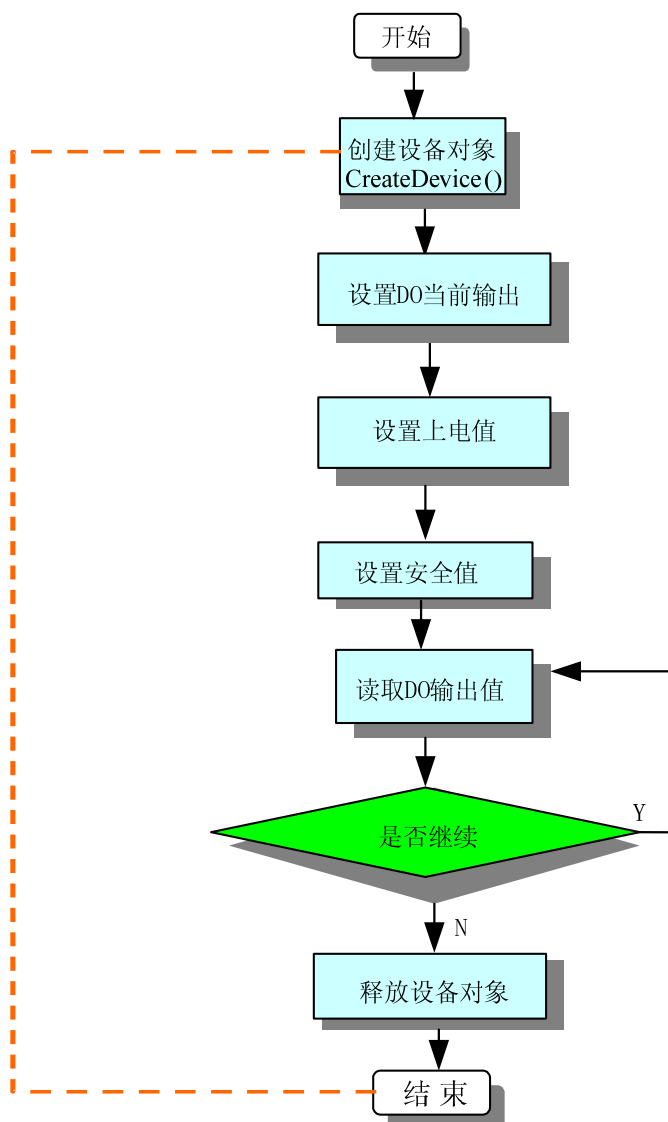 开始
创建设备对象
CreateDevice()
设置DO当前输出
设置上电值
设置安全值
读取DO输出值
是否继续
Y
N
释放设备对象
结 束